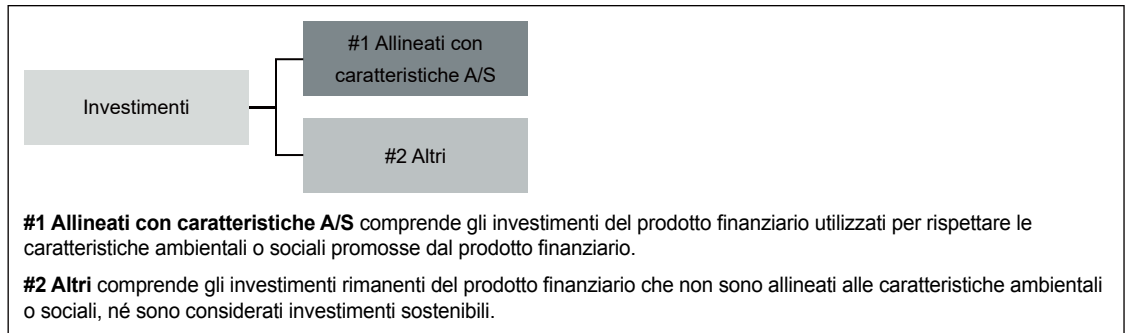 #1 Allineati con
caratteristiche A/S
Investimenti
#2 Altri
#1 Allineati con caratteristiche A/S comprende gli investimenti del prodotto finanziario utilizzati per rispettare le
caratteristiche ambientali o sociali promosse dal prodotto finanziario.
#2 Altri comprende gli investimenti rimanenti del prodotto finanziario che non sono allineati alle caratteristiche ambientali
o sociali, né sono considerati investimenti sostenibili.